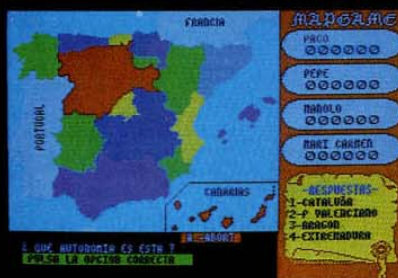 FRANCIA
PORTUGAL
CANARIAS
MAPGAME
PACO
000000
PEPE
000000
MANOLO
000000
MARI CARMEN
000000
-RESPUESTAS-
1-CATALUÑA
2-P VALENCIANO
3-ARAGON
4-EXTREMADURA
A -ABORT-
¿ QUE AUTONOMIA ES ESTA ?
PULSA LA OPCION CORRECTA